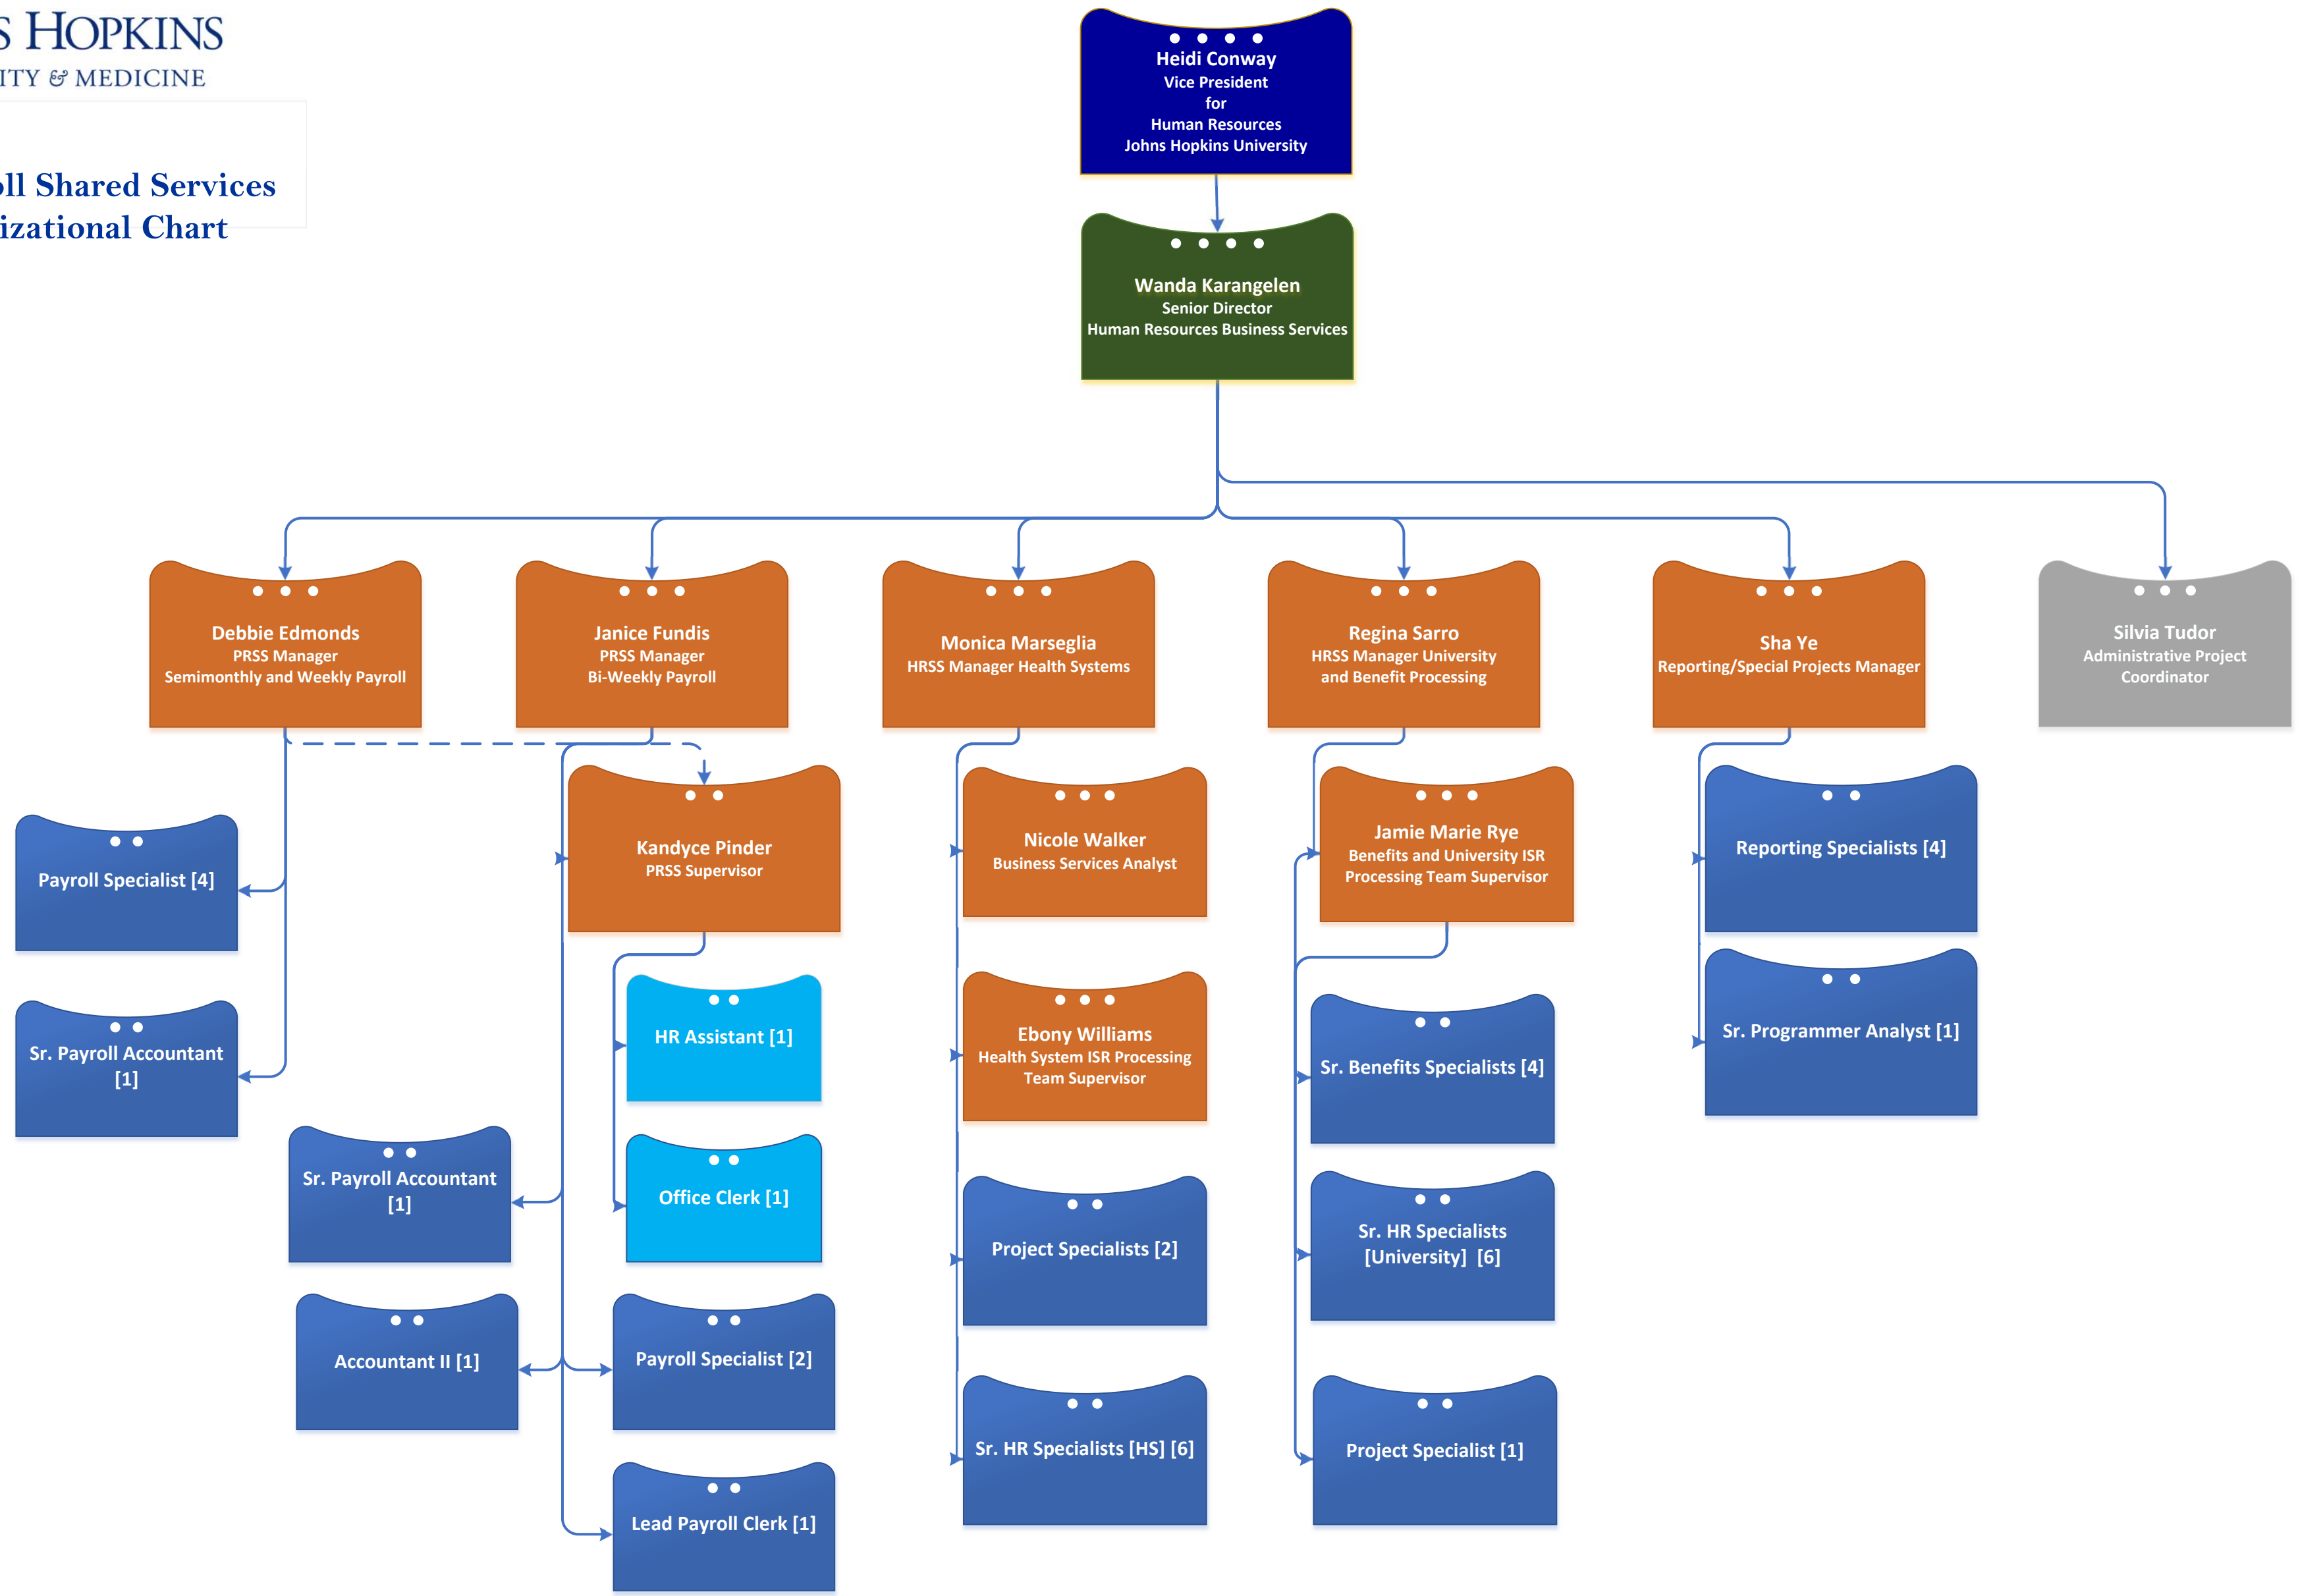 HOPKINS
& MEDICINE
Shared Services
Chart
Heidi Conway
Vice President
for
Human Resources
Johns Hopkins University
Wanda Karangelen
Senior Director
Human Resources Business Services
Debbie Edmonds
PRSS Manager
Semimonthly and Weekly Payroll
Janice Fundis
PRSS Manager
Bi-Weekly Payroll
Monica Marseglia
HRSS Manager Health Systems
Regina Sarro
HRSS Manager University
and Benefit Processing
Sha Ye
Reporting/Special Projects Manager
Silvia Tudor
Administrative Project
Coordinator
Payroll Specialist [4]
Sr. Payroll Accountant
[1]
Kandyce Pinder
PRSS Supervisor
HR Assistant [1]
Office Clerk [1]
Sr. Payroll Accountant
[1]
Accountant II [1]
Payroll Specialist [2]
Lead Payroll Clerk [1]
Nicole Walker
Business Services Analyst
Ebony Williams
Health System ISR Processing
Team Supervisor
Project Specialists [2]
Sr. HR Specialists [HS] [6]
Jamie Marie Rye
Benefits and University ISR
Processing Team Supervisor
Sr. Benefits Specialists [4]
Sr. HR Specialists
[University] [6]
Project Specialist [1]
Reporting Specialists [4]
Sr. Programmer Analyst [1]